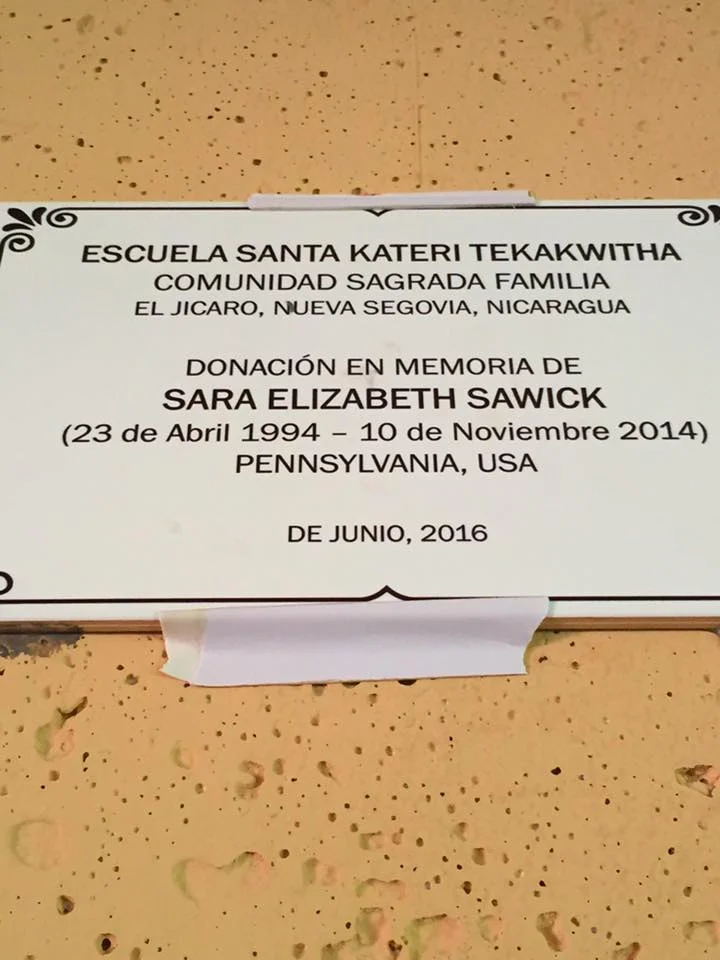 ESCUELA SANTA KATERI TEKAKWITHA
COMUNIDAD SAGRADA FAMILIA
EL JICARO, NUEVA SEGOVIA, NICARAGUA
DONACIÓN EN MEMORIA DE
SARA ELIZABETH SAWICK
(23 de Abril 1994 – 10 de Noviembre 2014)
PENNSYLVANIA, USA
DE JUNIO, 2016